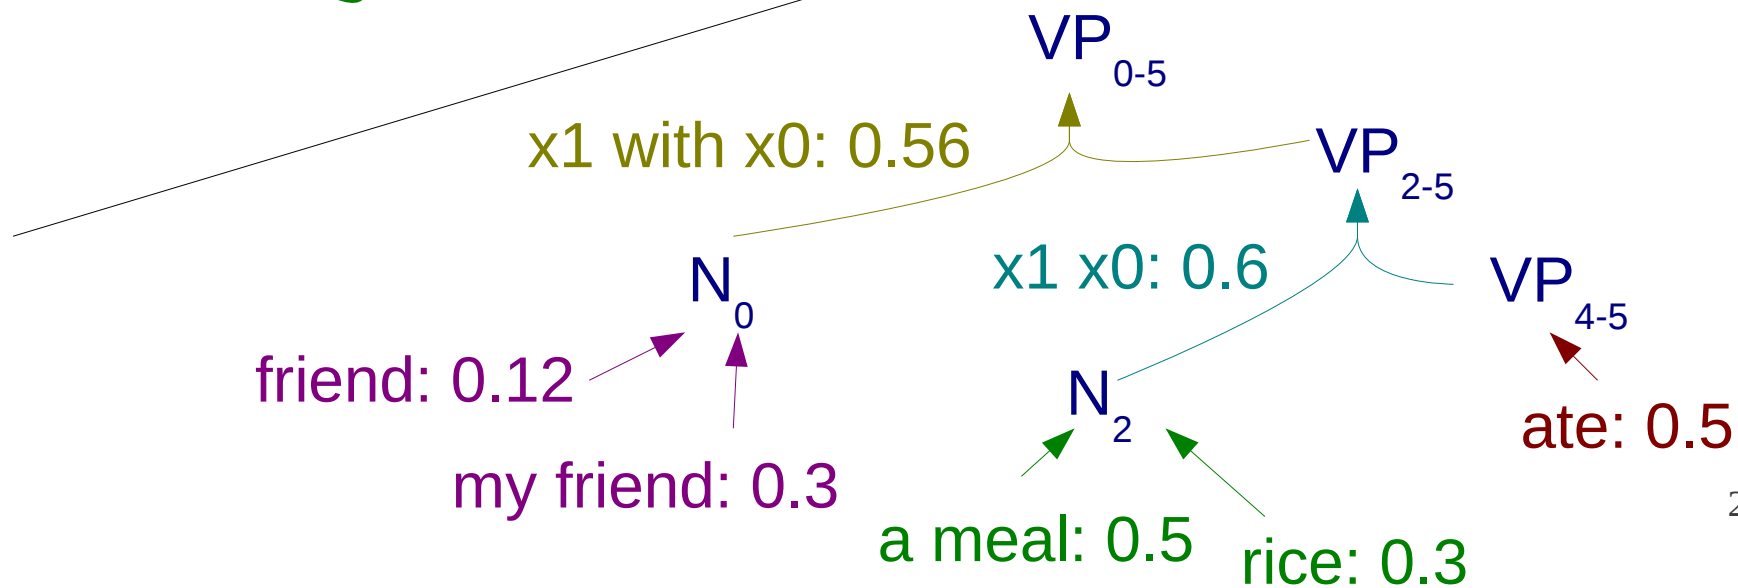 VP0-5
x1 with x0: 0.56
VP2-5
x1 x0: 0.6
N0
VP4-5
friend: 0.12
N2
ate: 0.5
my friend: 0.3
a meal: 0.5
rice: 0.3